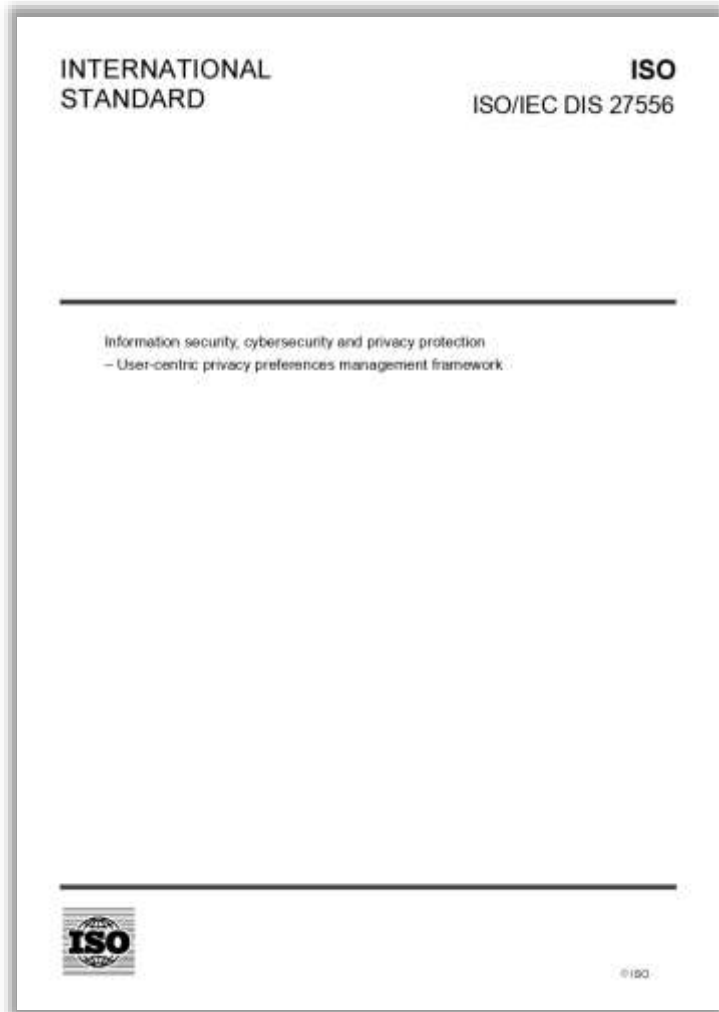 INTERNATIONAL
STANDARD
ISO
ISO/IEC DIS 27556
Information security, cybersecurity and privacy protection
– User-centric privacy preferences management framework
ISO
© ISO